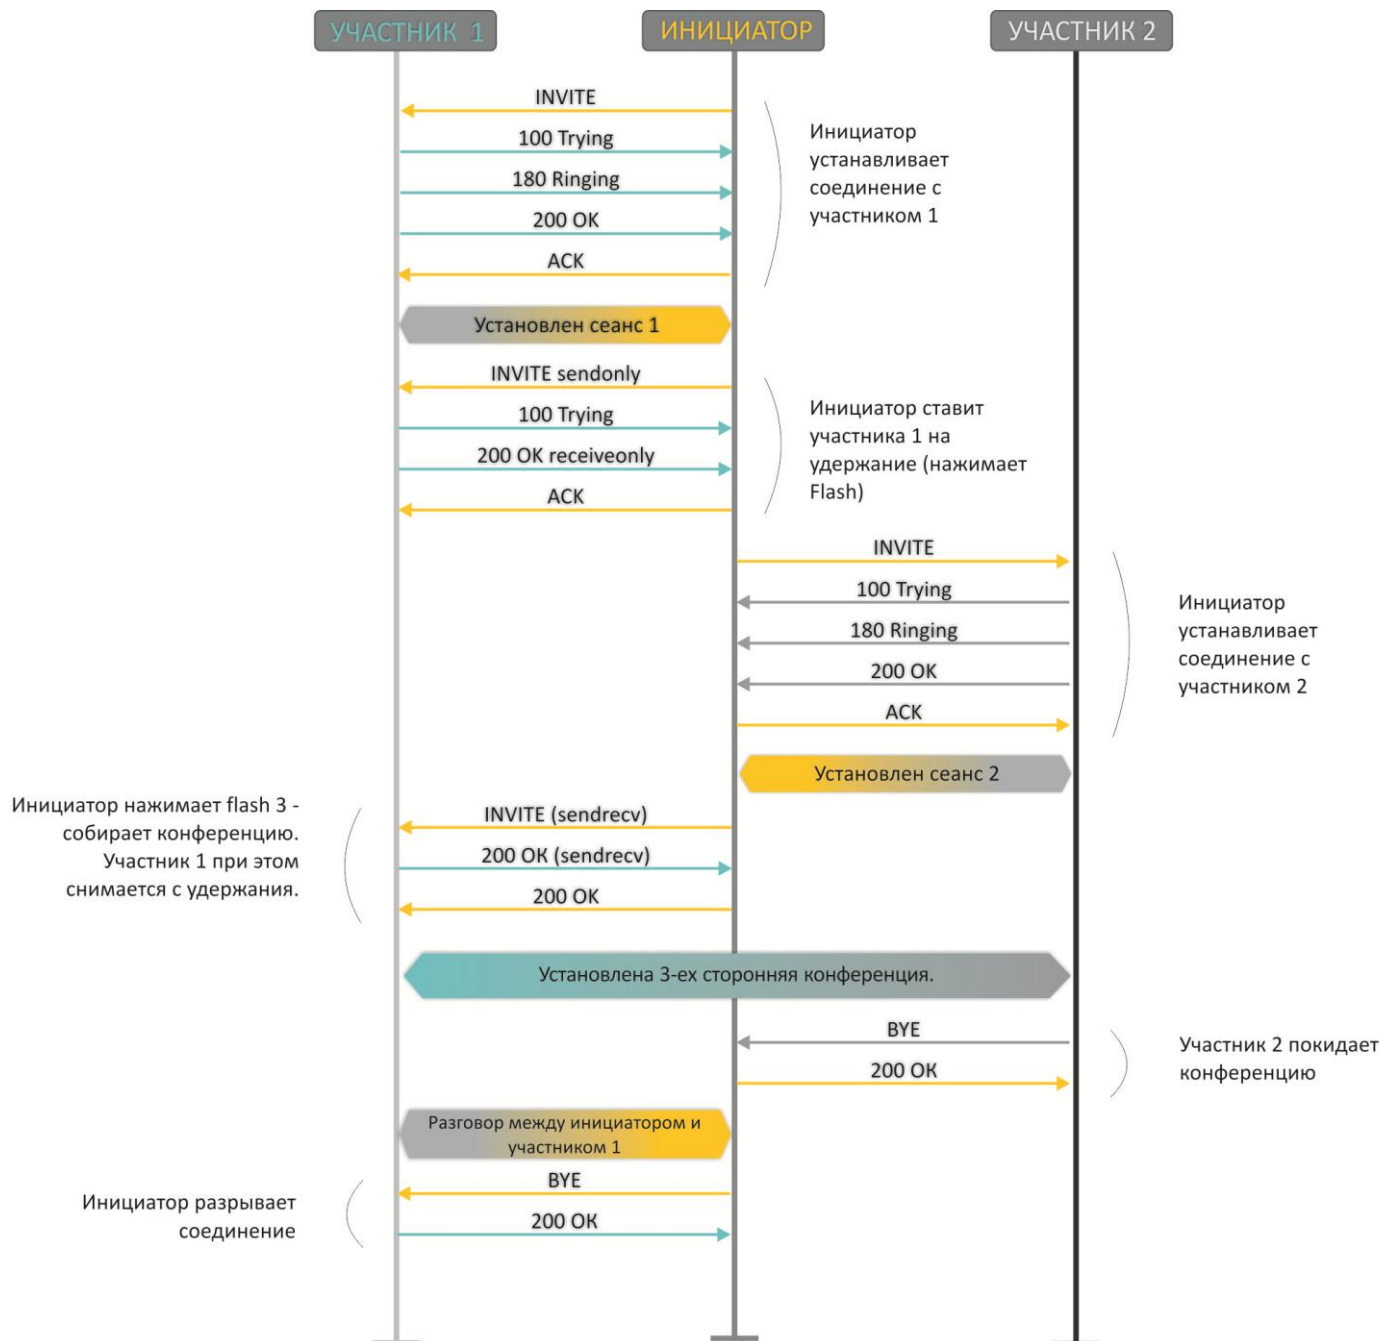 УЧАСТНИК 1
ИНИЦИАТОР
УЧАСТНИК 2
INVITE
100 Trying
180 Ringing
200 OK
ACK
Инициатор
устанавливает
соединение с
участником 1
Установлен сеанс 1
INVITE sendonly
100 Trying
200 OK receiveonly
ACK
Инициатор ставит
участника 1 на
удержание (нажимает
Flash)
INVITE
100 Trying
180 Ringing
200 OK
ACK
Инициатор
устанавливает
соединение с
участником 2
Установлен сеанс 2
Инициатор нажимает flash 3 -
собирает конференцию.
Участник 1 при этом
снимается с удержания.
INVITE (sendrecv)
200 OK (sendrecv)
200 OK
Установлена 3-ех сторонняя конференция.
BYE
200 OK
Участник 2 покидает
конференцию
Разговор между инициатором и
участником 1
BYE
200 OK
Инициатор разрывает
соединение